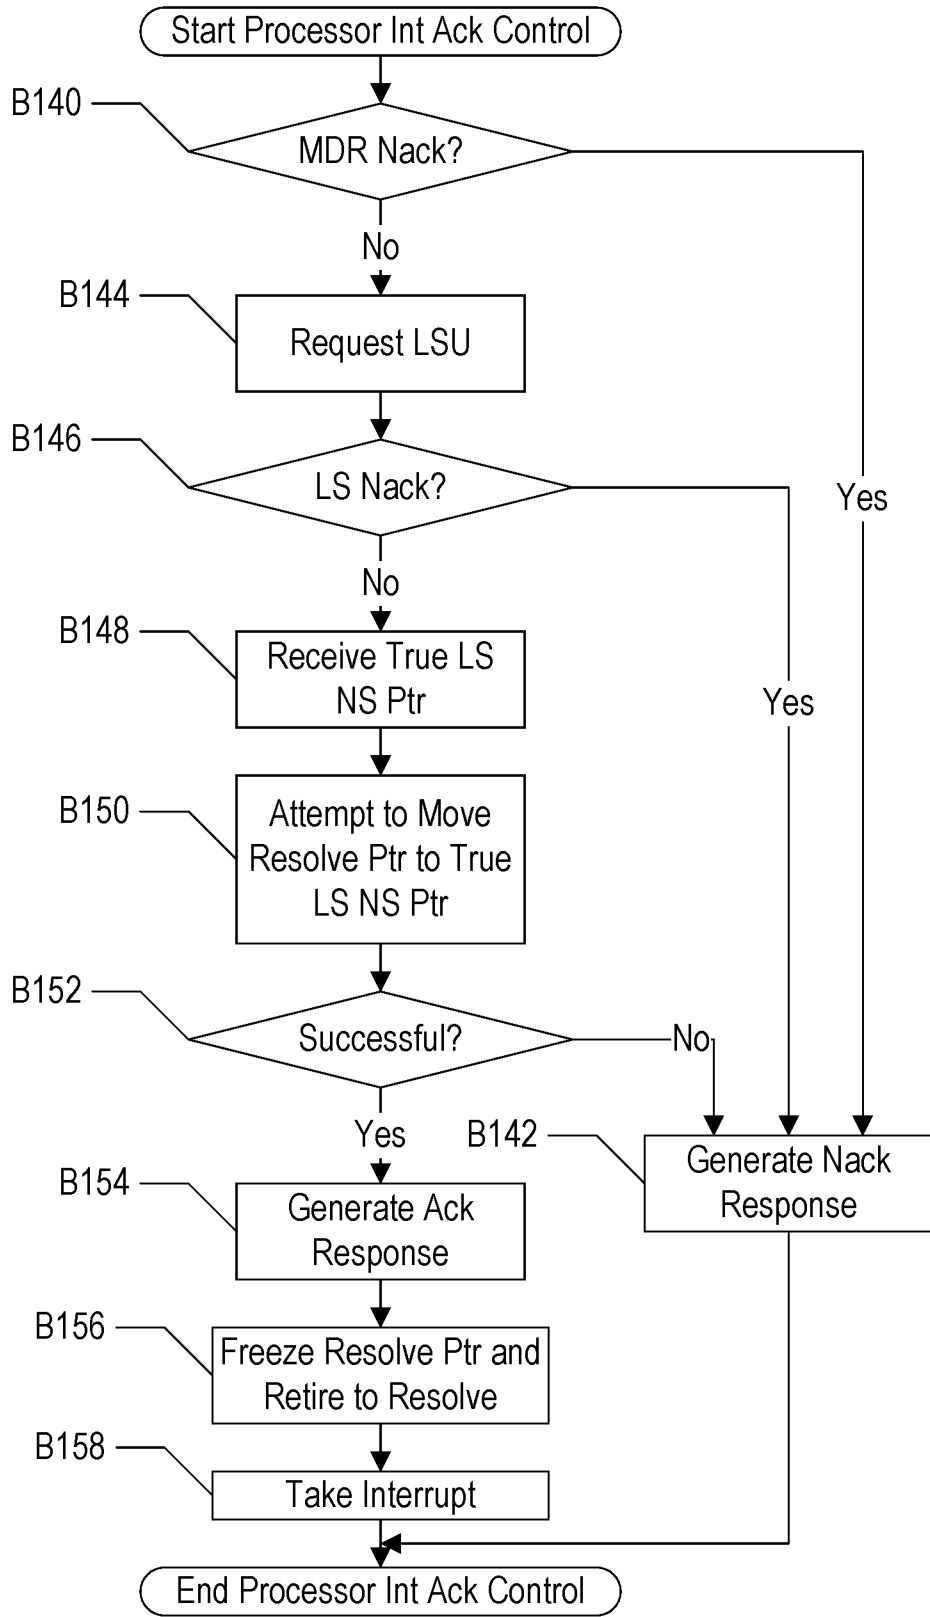 Start Processor Int Ack Control
B140
MDR Nack?
No
B144
Request LSU
B146
LS Nack?
Yes
No
B148
Receive True LS
NS Ptr
Yes
B150
Attempt to Move
Resolve Ptr to True
LS NS Ptr
B152
Successful?
No
Yes
B142
Generate Nack
Response
B154
Generate Ack
Response
B156
Freeze Resolve Ptr and
Retire to Resolve
B158
Take Interrupt
End Processor Int Ack Control